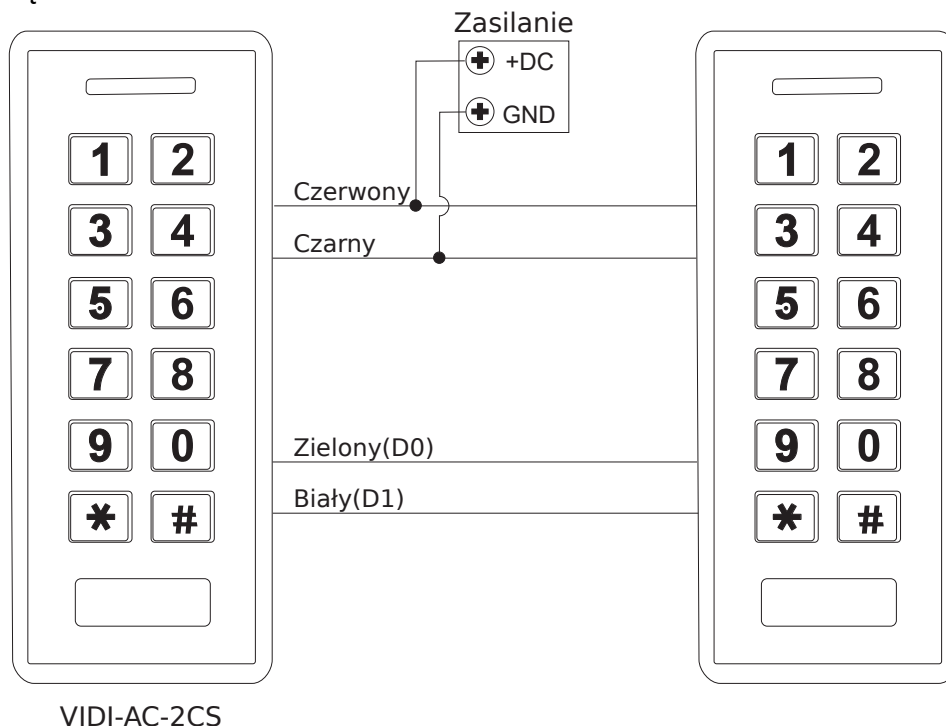 Zasilanie
+DC
GND
1 2
3 4
5 6
7 8
9 0
* #
Czerwony
Czarny
Zielony(D0)
Biały(D1)
1 2
3 4
5 6
7 8
9 0
* #
VIDI-AC-2CS